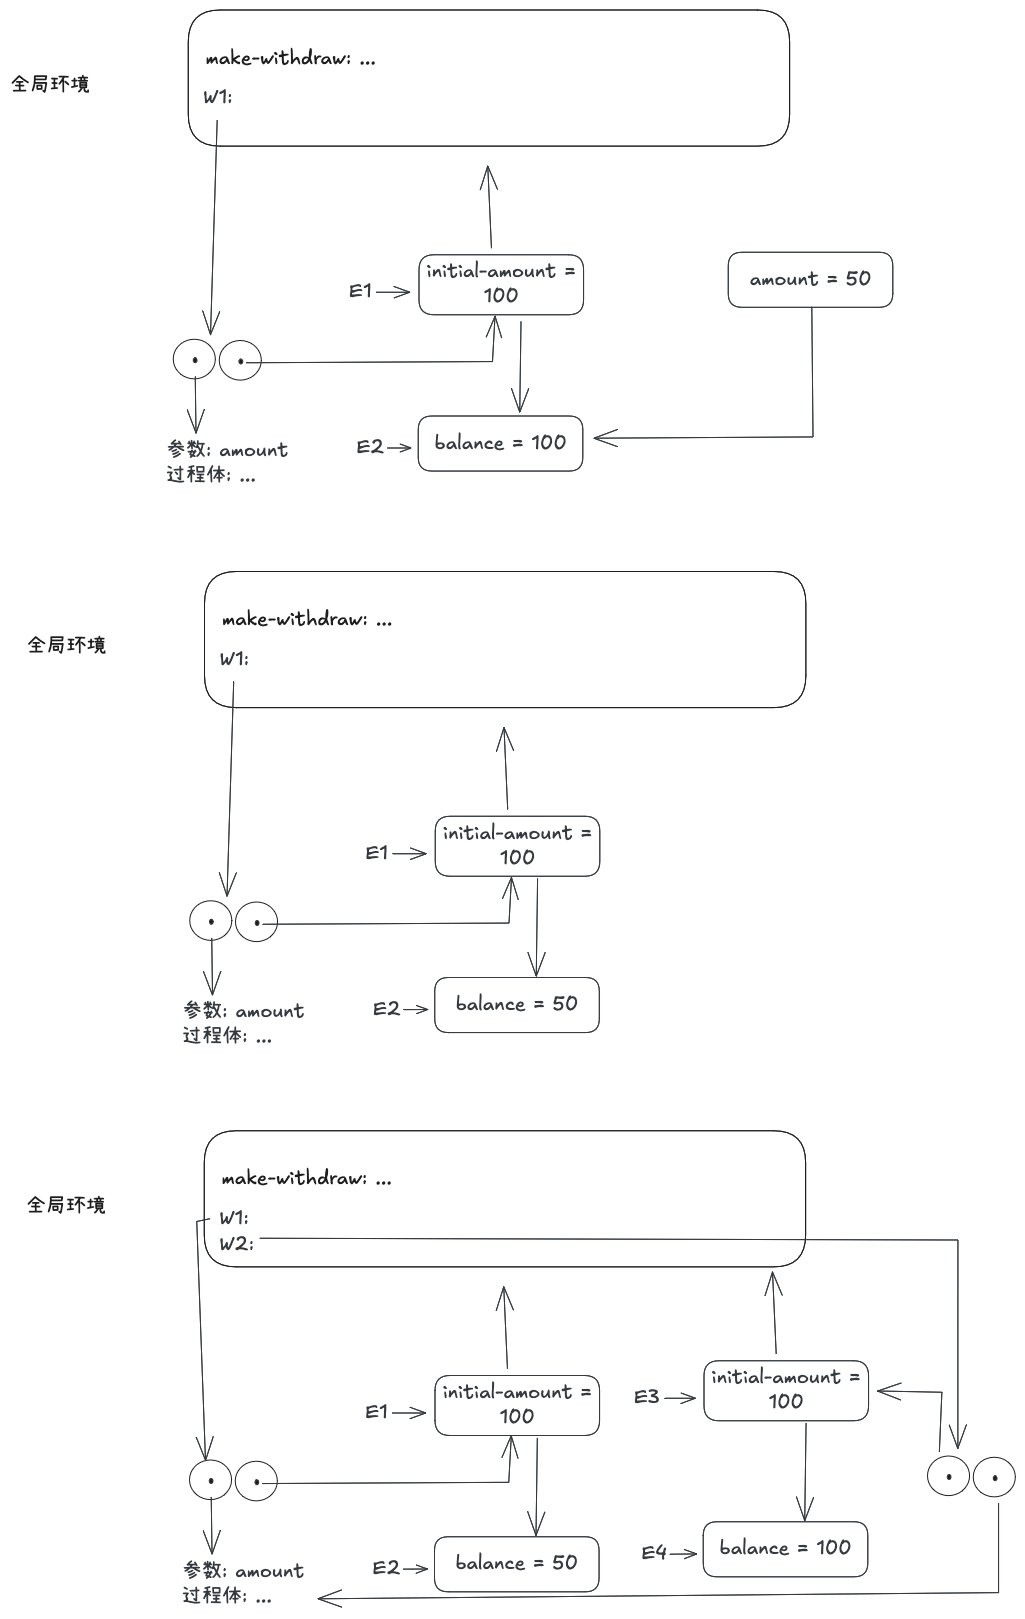 make-withdraw: ...
全局环境
W1:
initial-amount =
100
amount = 50
E1
balance = 100
E2
参数: amount
过程体: ...
make-withdraw: ...
全局环境
W1:
initial-amount =
100
E1
balance = 50
E2
参数: amount
过程体: ...
make-withdraw: ...
全局环境
W1:
W2:
initial-amount =
100
E1
initial-amount =
100
E3
balance = 100
E4
balance = 50
E2
参数: amount
过程体: ...